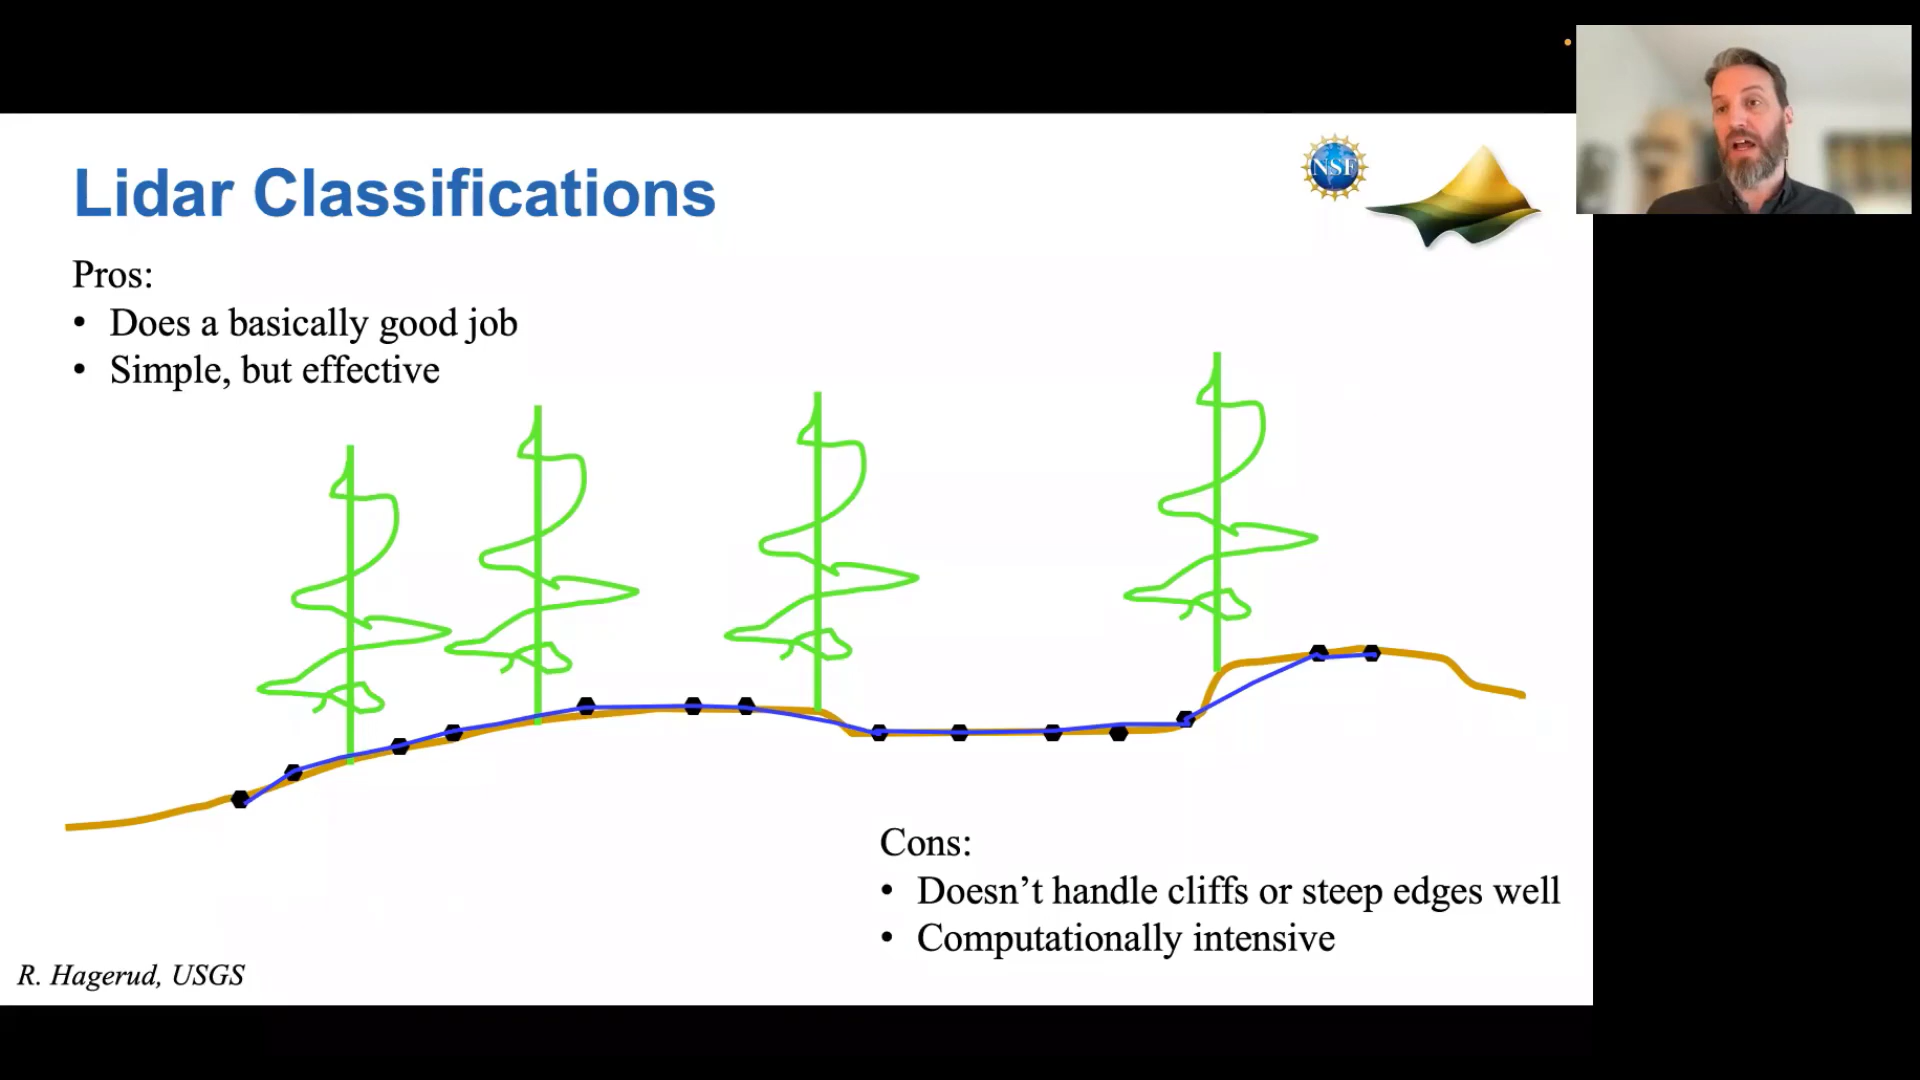 Lidar Classifications
NSF
Pros:
• Does a basically good job
• Simple, but effective
Cons:
• Doesn’t handle cliffs or steep edges well
• Computationally intensive
R. Hagerud, USGS